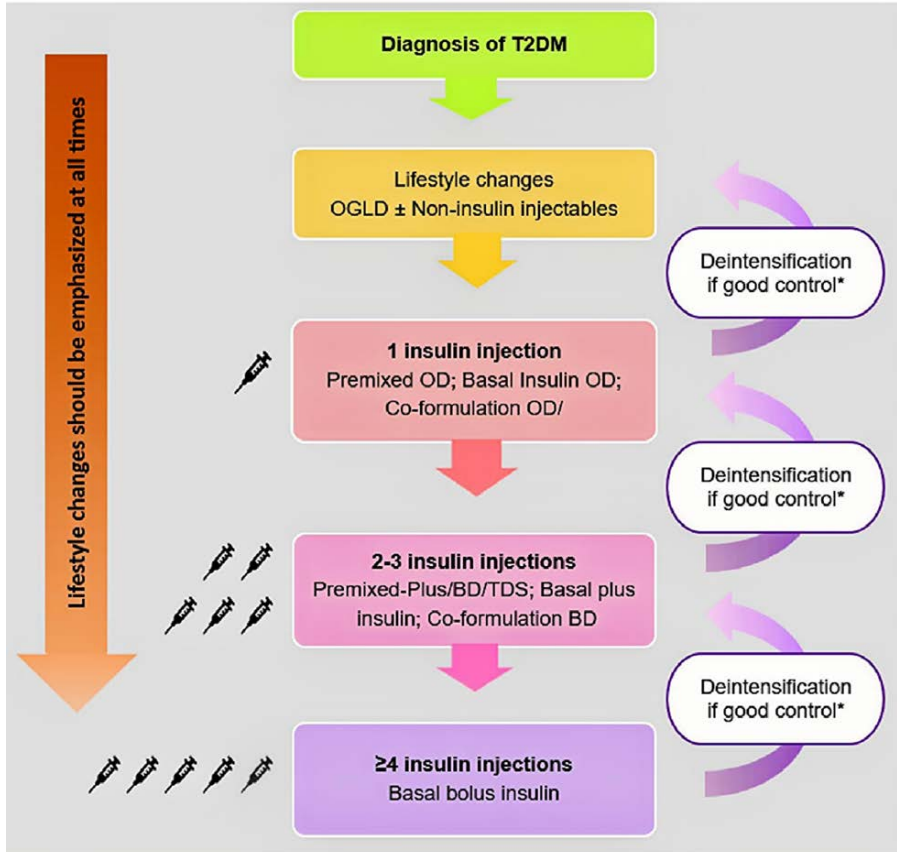 Diagnosis of T2DM
Lifestyle changes should be emphasized at all times
Lifestyle changes
OGLD ± Non-insulin injectables
Deintensification
if good control*
1 insulin injection
Premixed OD; Basal Insulin OD;
Co-formulation OD/
Deintensification
if good control*
2-3 insulin injections
Premixed-Plus/BD/TDS; Basal plus
insulin; Co-formulation BD
Deintensification
if good control*
≥4 insulin injections
Basal bolus insulin